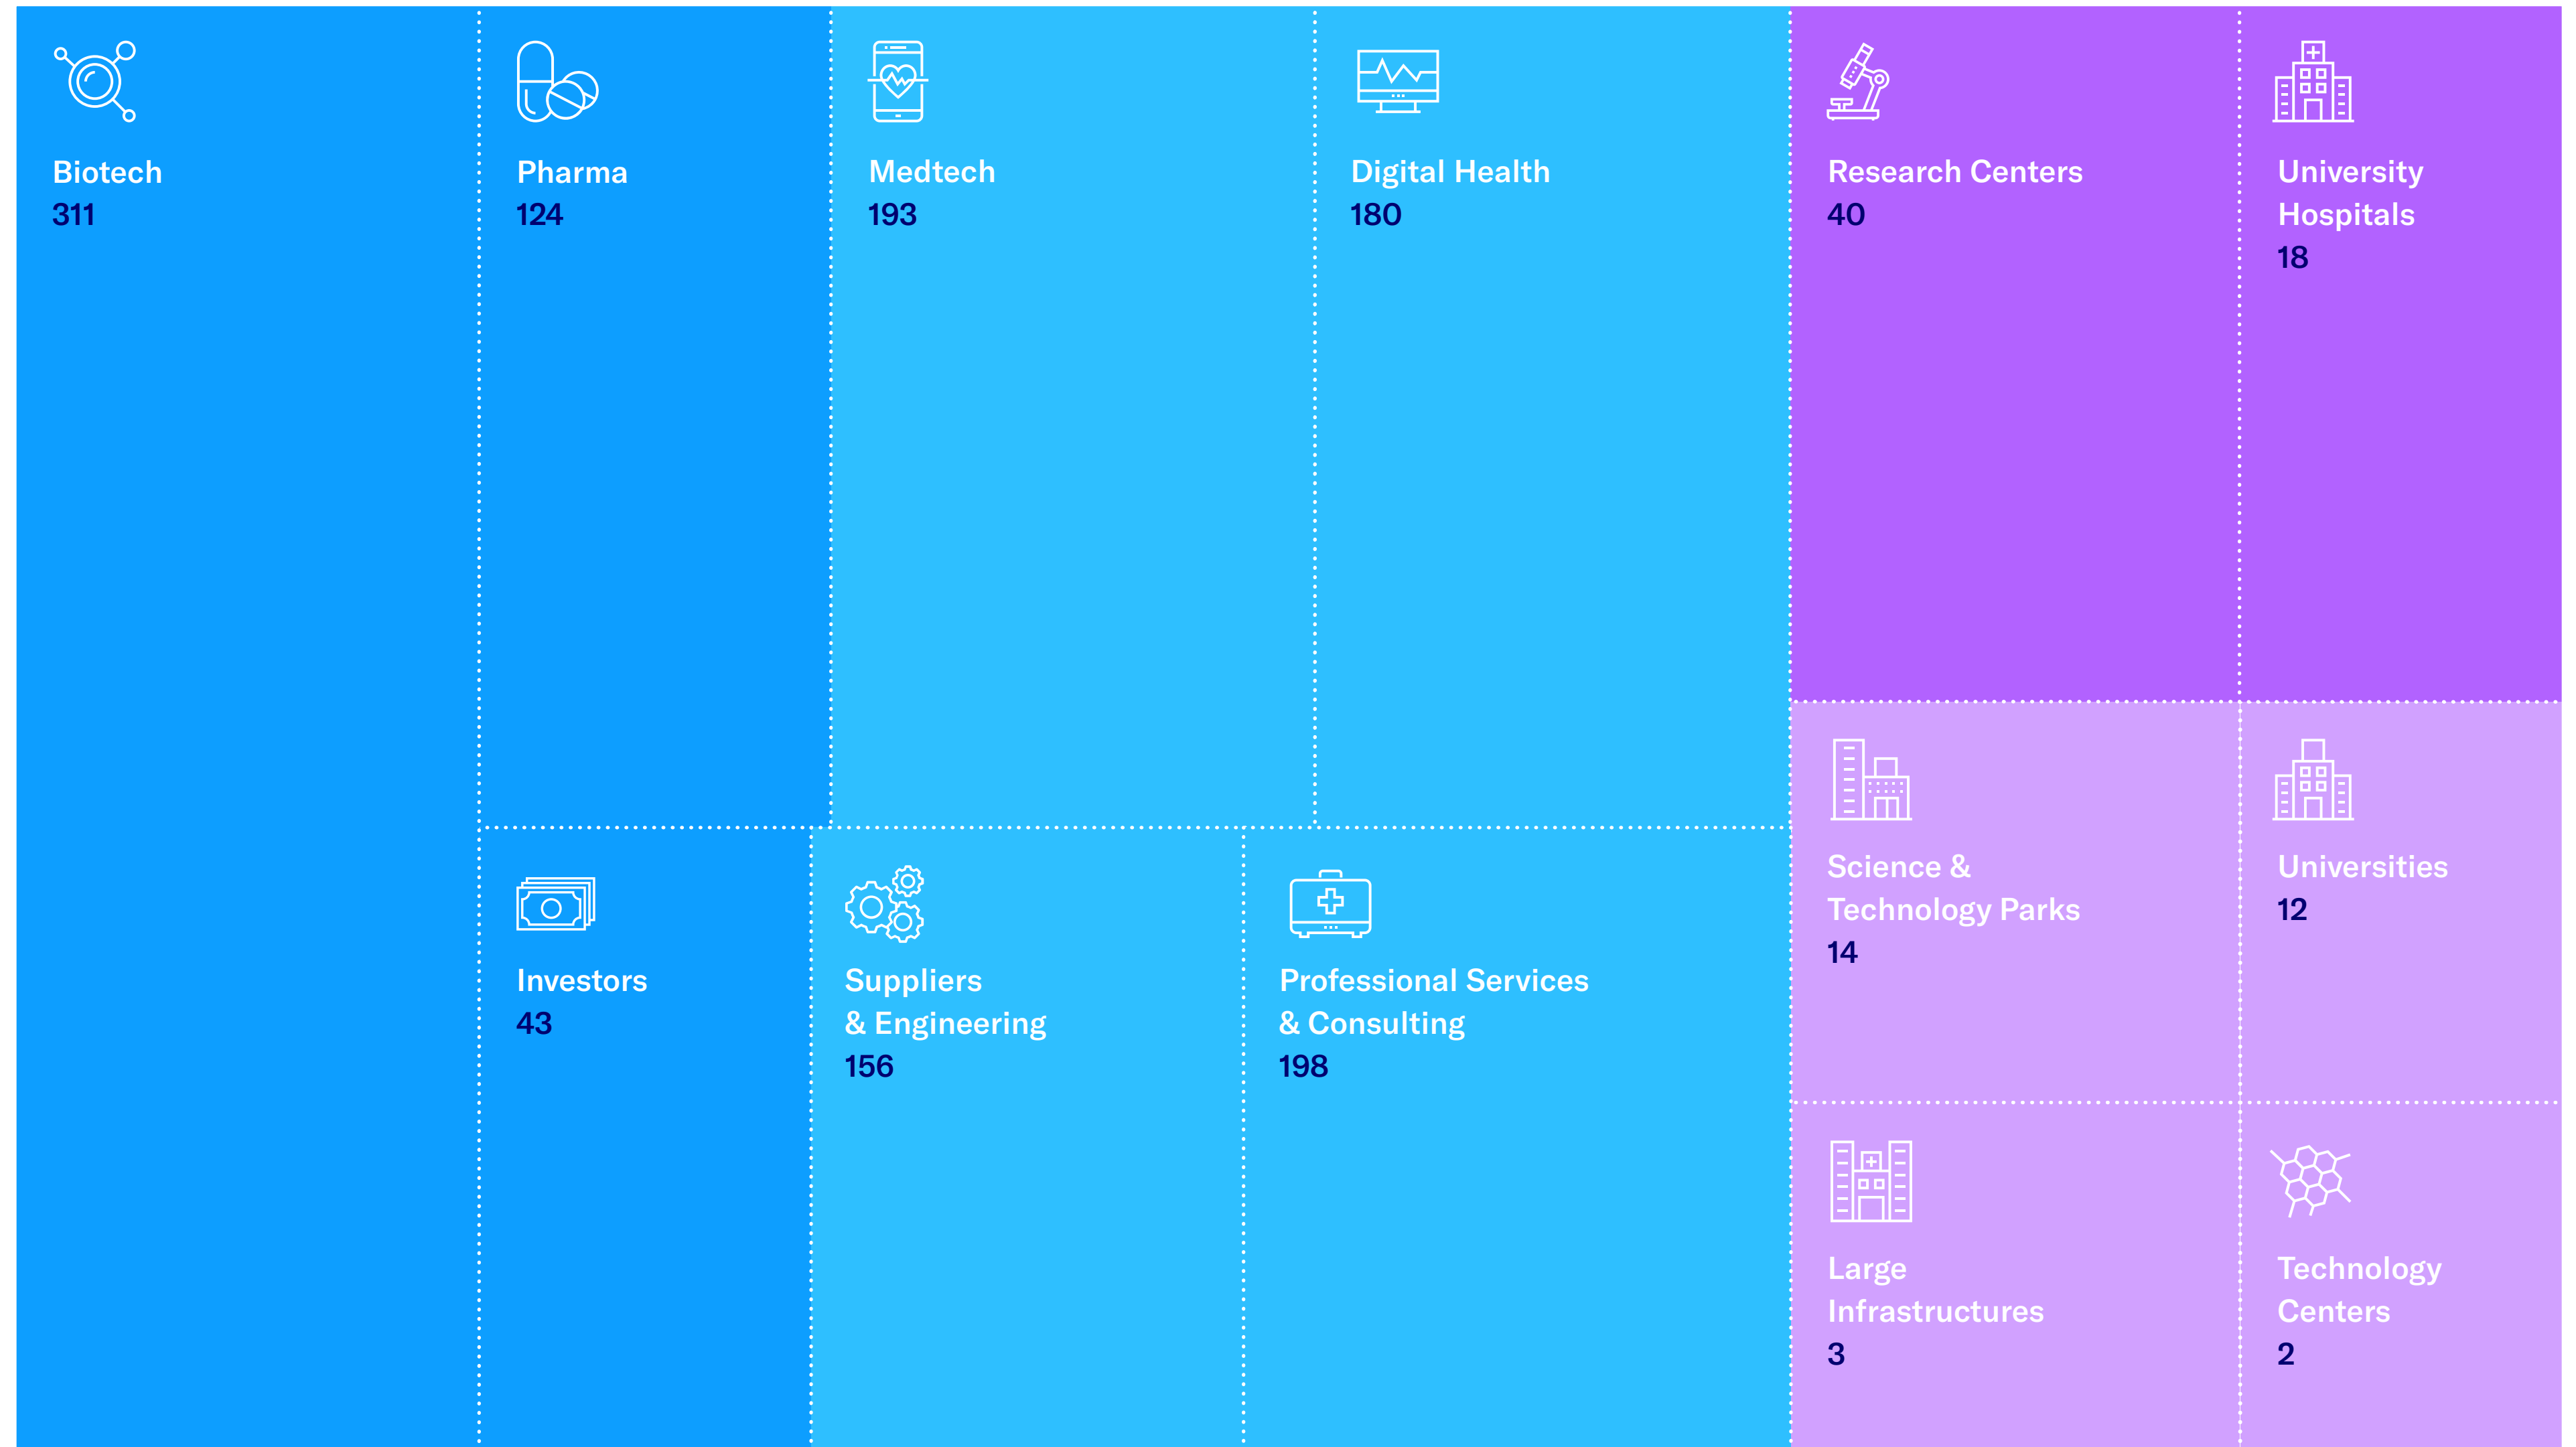 Biotech
311
Pharma
124
Medtech
193
Digital Health
180
Research Centers
40
University
Hospitals
18
Investors
43
Suppliers
& Engineering
156
Professional Services
& Consulting
198
Science &
Technology Parks
14
Universities
12
Large
Infrastructures
3
Technology
Centers
2